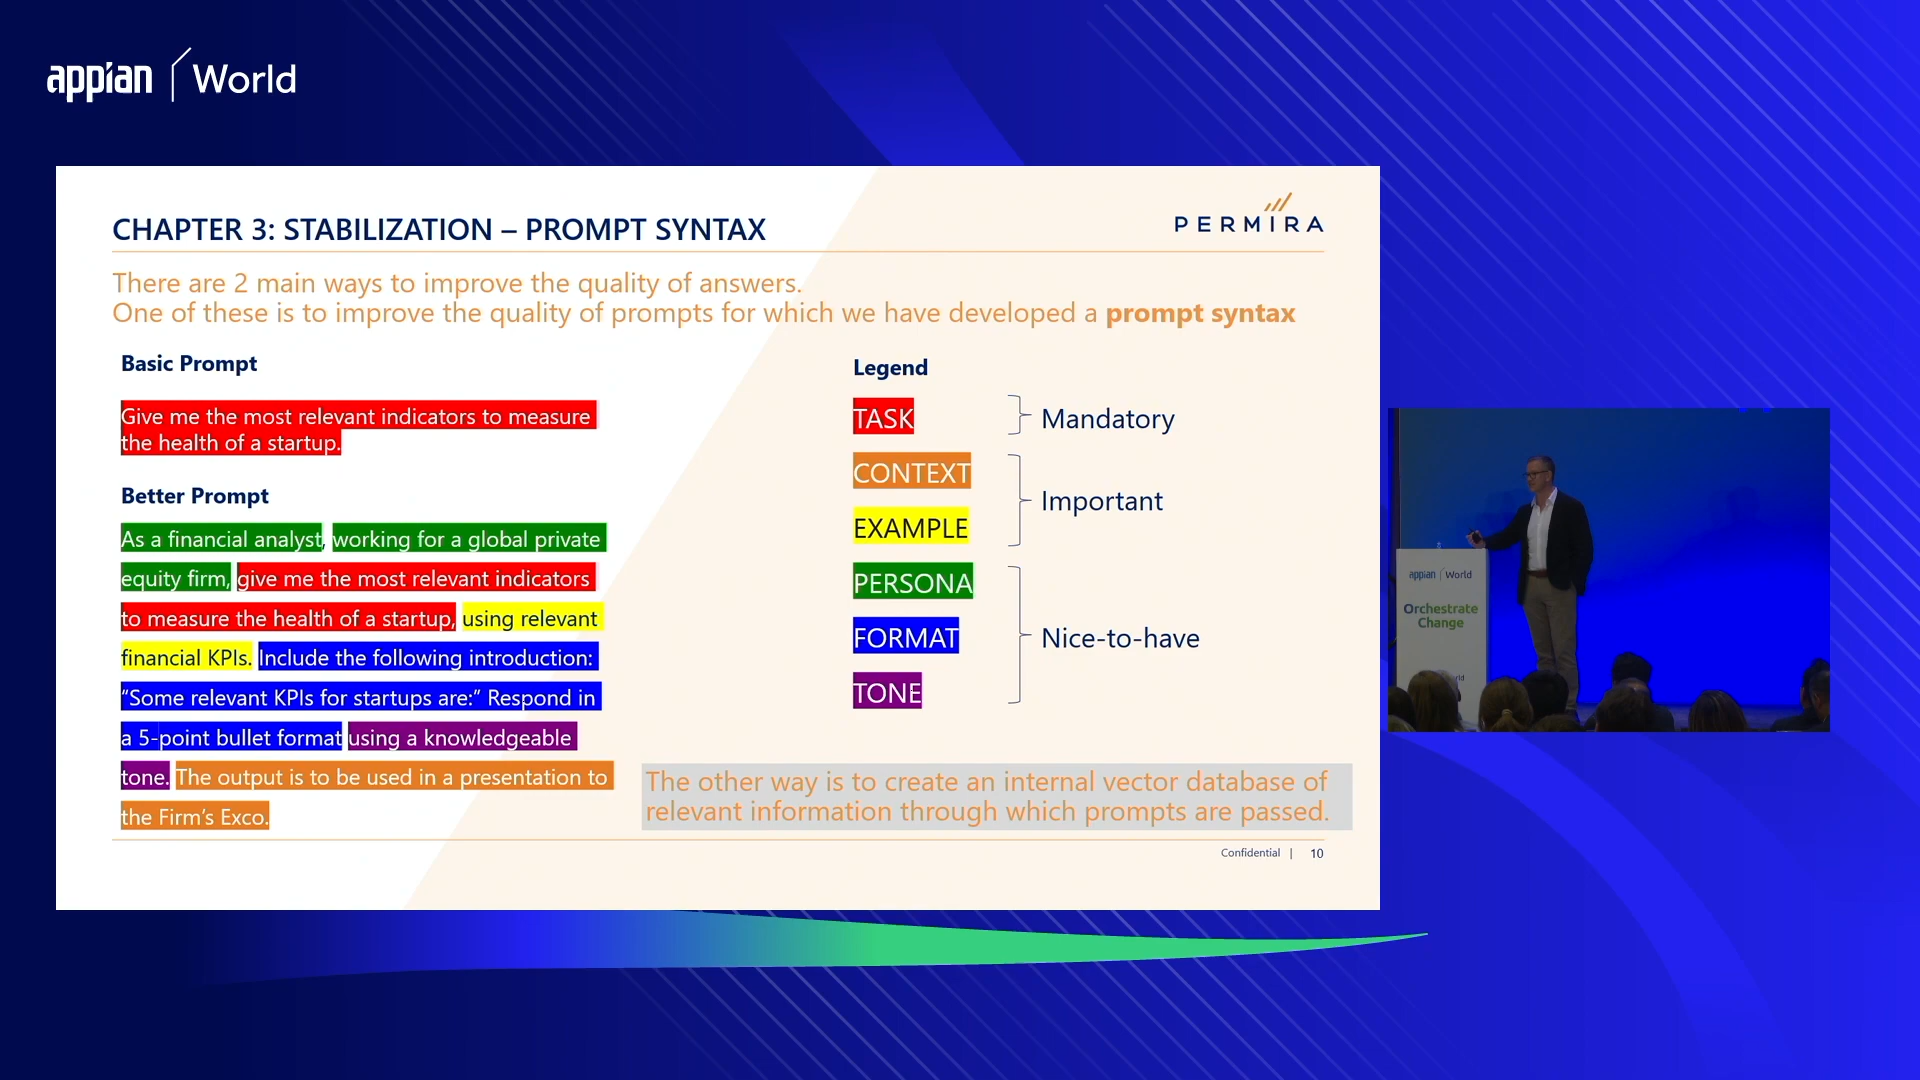 appian World
CHAPTER 3: STABILIZATION – PROMPT SYNTAX
PERMIRA
There are 2 main ways to improve the quality of answers.
One of these is to improve the quality of prompts for which we have developed a prompt syntax
Basic Prompt
Give me the most relevant indicators to measure
the health of a startup.
Better Prompt
As a financial analyst, working for a global private
equity firm, give me the most relevant indicators
to measure the health of a startup, using relevant
financial KPIs. Include the following introduction:
“Some relevant KPIs for startups are:” Respond in
a 5-point bullet format using a knowledgeable
tone. The output is to be used in a presentation to
the Firm’s Exco.
Legend
TASK
Mandatory
CONTEXT
EXAMPLE
Important
PERSONA
FORMAT
TONE
Nice-to-have
The other way is to create an internal vector database of
relevant information through which prompts are passed.
Confidential | 10
appian World
Orchestrate
Change